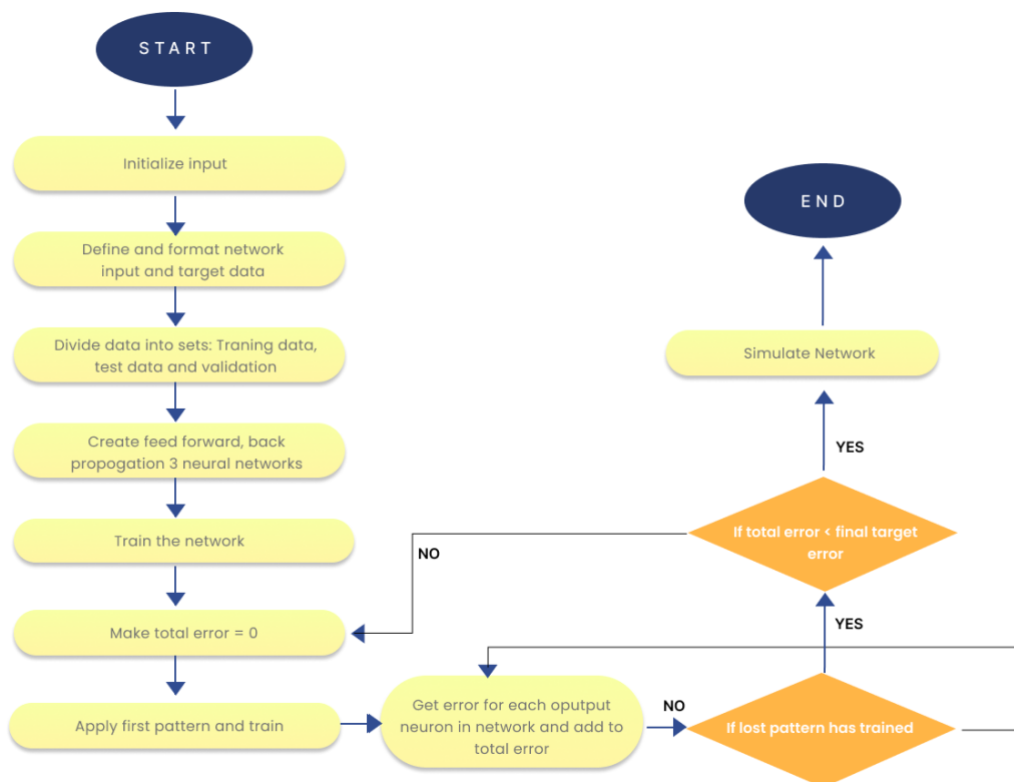 START
Initialize input
Define and format network
input and target data
Divide data into sets: Traning data,
test data and validation
Create feed forward, back
propogation 3 neural networks
Train the network
Make total error = 0
Apply first pattern and train
Get error for each oputput
neuron in network and add to
total error
NO
If lost pattern has trained
YES
If total error < final target
error
NO
YES
Simulate Network
END